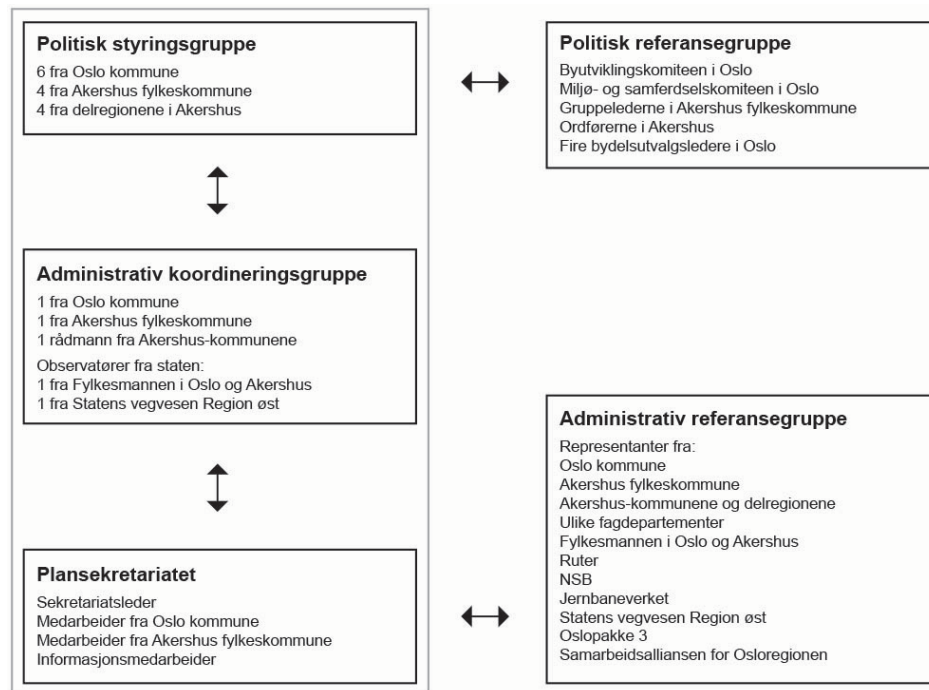 Politisk styringsgruppe
6 fra Oslo kommune
4 fra Akershus fylkeskommune
4 fra delregionene i Akershus
Politisk referansegruppe
Byutviklingskomiteen i Oslo
Miljø- og samferdselskomiteen i Oslo
Gruppelederne i Akershus fylkeskommune
Ordførerne i Akershus
Fire bydelsutvalgsledere i Oslo
Administrativ koordineringsgruppe
1 fra Oslo kommune
1 fra Akershus fylkeskommune
1 rådmann fra Akershus-kommunene
Observatører fra staten:
1 fra Fylkesmannen i Oslo og Akershus
1 fra Statens vegvesen Region øst
Administrativ referansegruppe
Representanter fra:
Oslo kommune
Akershus fylkeskommune
Akershus-kommunene og delregionene
Ulike fagdepartementer
Fylkesmannen i Oslo og Akershus
Ruter
NSB
Jernbaneverket
Statens vegvesen Region øst
Oslopakke 3
Samarbeidsalliansen for Osloregionen
Plansekretariatet
Sekretariatsleder
Medarbeider fra Oslo kommune
Medarbeider fra Akershus fylkeskommune
Informasjonsmedarbeider